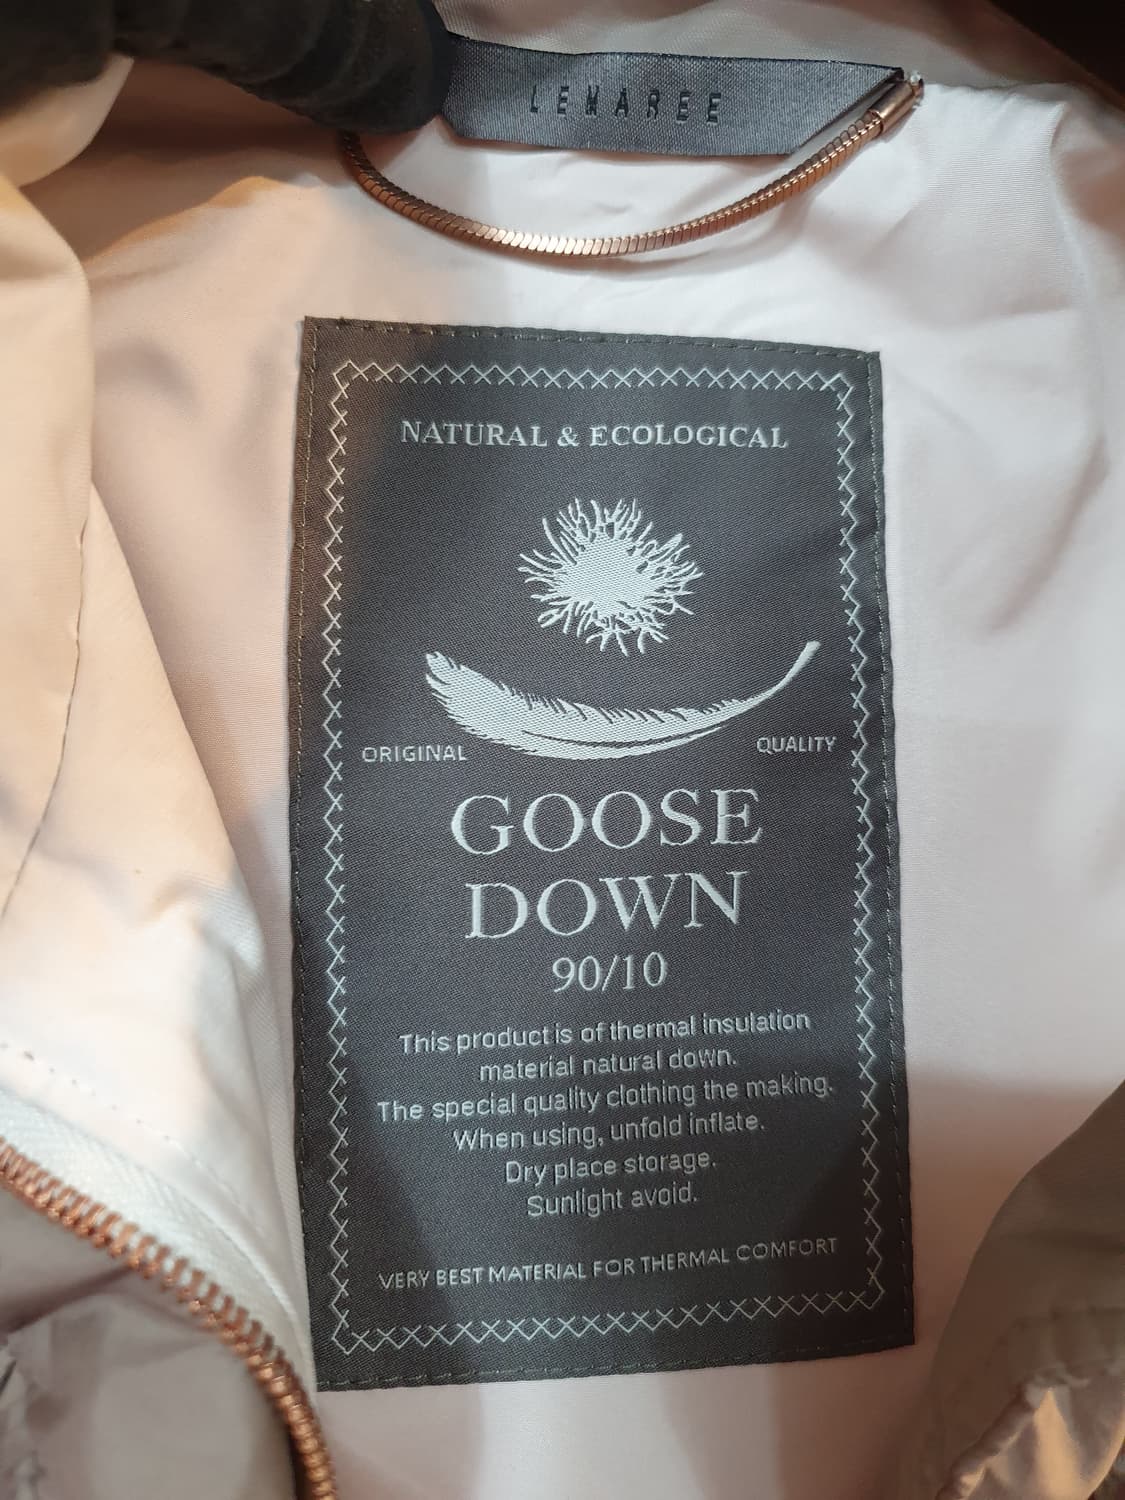 LEMAREE
NATURAL & ECOLOGICAL
ORIGINAL QUALITY
GOOSE
DOWN
90/10
This product is of thermal insulation
material natural down.
The special quality clothing the making.
When using, unfold inflate.
Dry place storage.
Sunlight avoid.
VERY BEST MATERIAL FOR THERMAL COMFORT